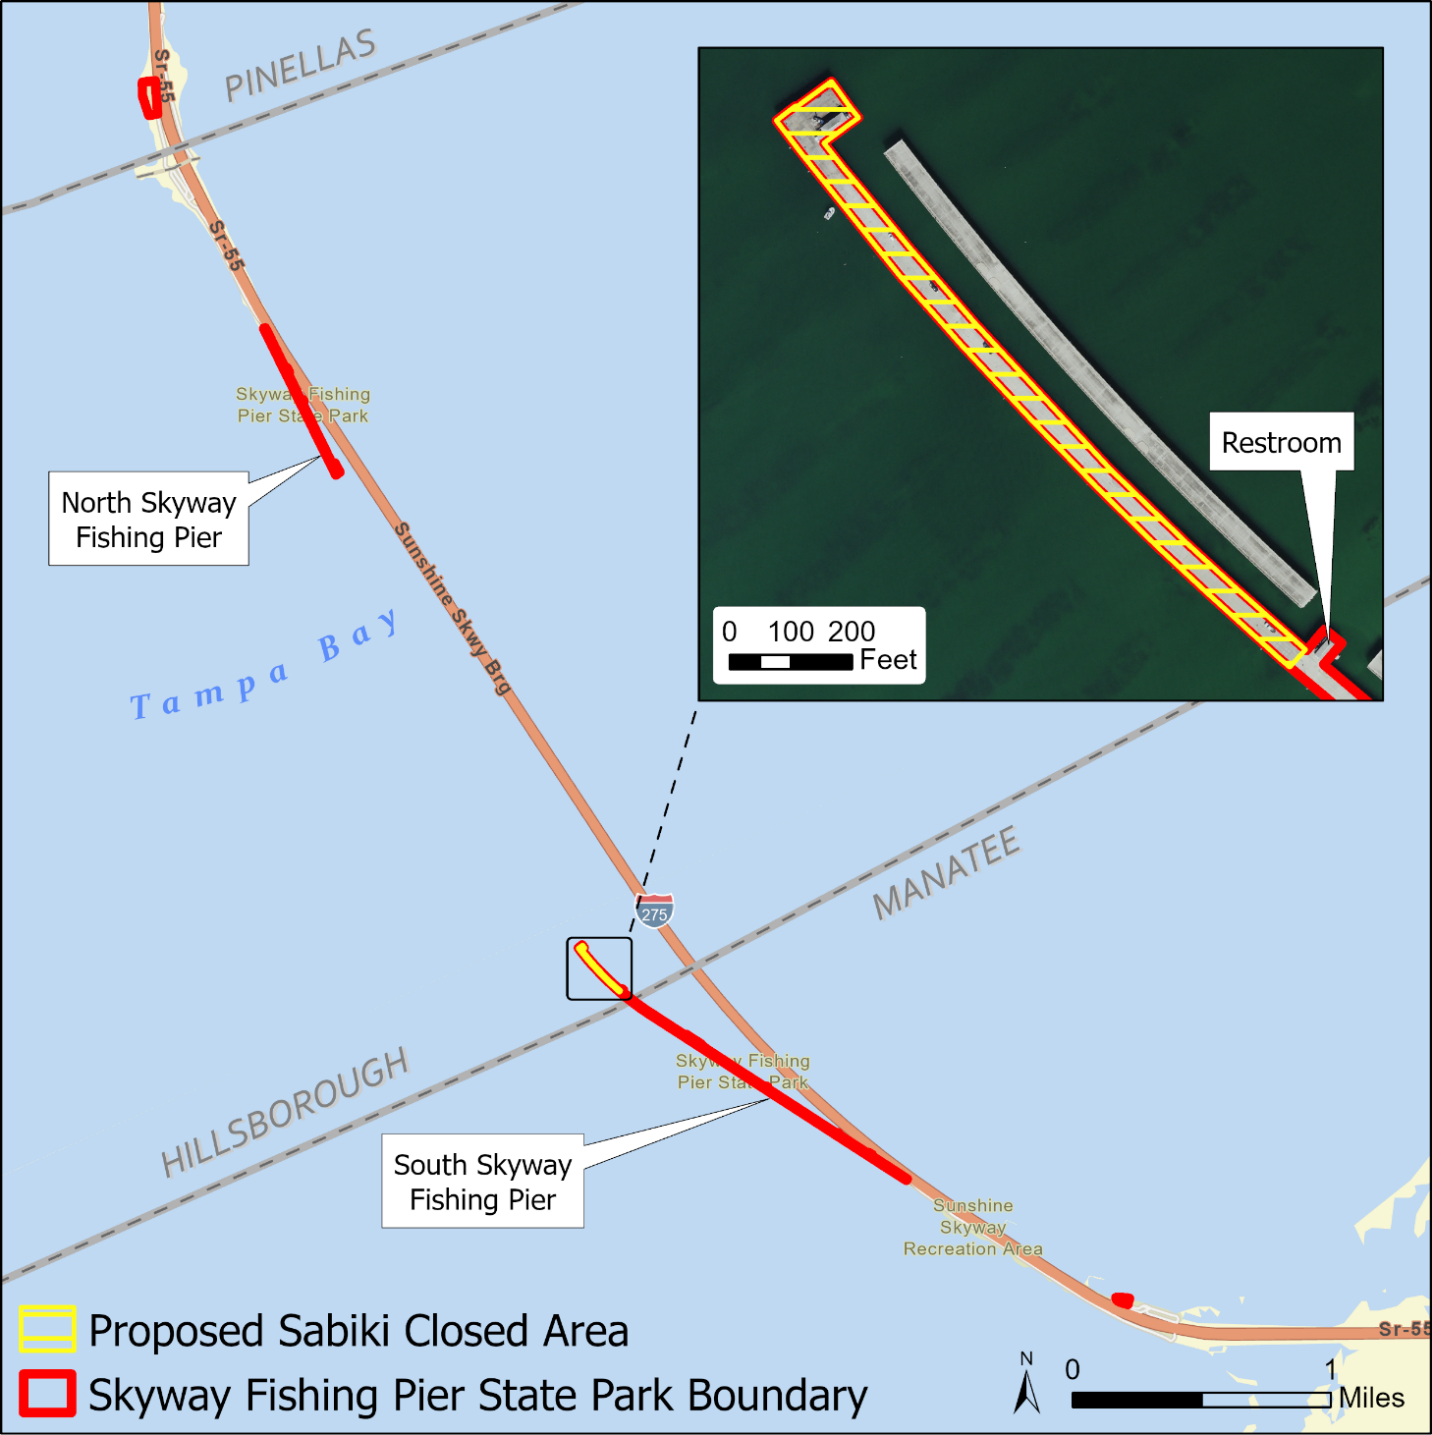 Sr-55
PINELLAS
Sr-55
Skyway Fishing
Pier State Park
North Skyway
Fishing Pier
Sunshine Skwy Brg
Tampa Bay
Restroom
0 100 200
Feet
275
MANATEE
HILLSBOROUGH
Skyway Fishing
Pier State Park
South Skyway
Fishing Pier
Sunshine
Skyway
Recreation Area
Sr-55
Proposed Sabiki Closed Area
Skyway Fishing Pier State Park Boundary
N
0 1
Miles